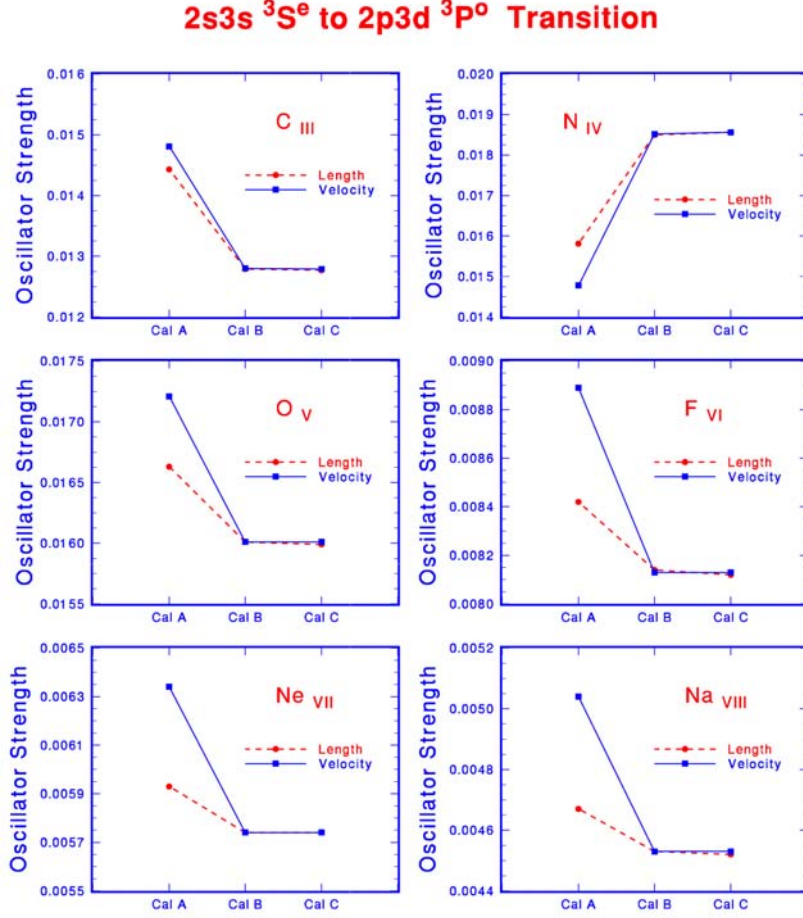 2s3s ³Sᵉ to 2p3d ³Pᵒ Transition
Oscillator Strength
0.016
0.015
0.014
0.013
0.012
C III
Length
Velocity
Cal A Cal B Cal C
Oscillator Strength
0.020
0.019
0.018
0.017
0.016
0.015
0.014
N IV
Length
Velocity
Cal A Cal B Cal C
Oscillator Strength
0.0175
0.0170
0.0165
0.0160
0.0155
O V
Length
Velocity
Cal A Cal B Cal C
Oscillator Strength
0.0090
0.0088
0.0086
0.0084
0.0082
0.0080
F VI
Length
Velocity
Cal A Cal B Cal C
Oscillator Strength
0.0065
0.0063
0.0061
0.0059
0.0057
0.0055
Ne VII
Length
Velocity
Cal A Cal B Cal C
Oscillator Strength
0.0052
0.0050
0.0048
0.0046
0.0044
Na VIII
Length
Velocity
Cal A Cal B Cal C